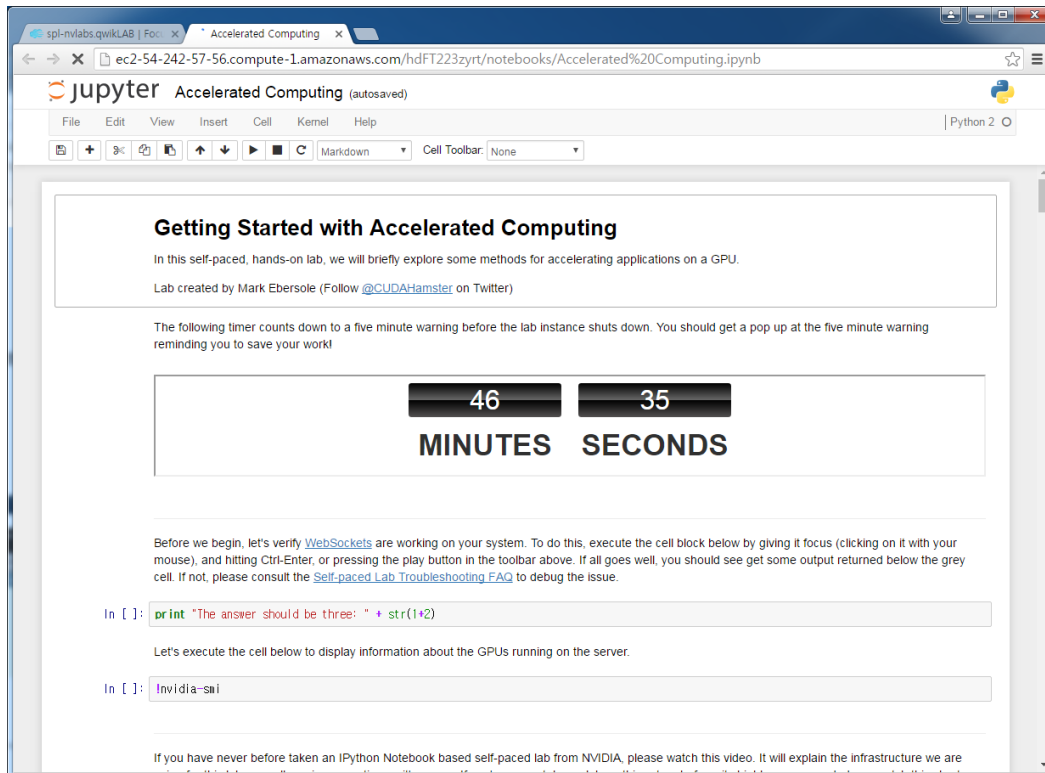 spl-nvlabs.qwikLAB | Foc
Accelerated Computing
ec2-54-242-57-56.compute-1.amazonaws.com/hdFT223zyrt/notebooks/Accelerated%20Computing.ipynb
jupyter Accelerated Computing (autosaved)
File Edit View Insert Cell Kernel Help
Python 2
Markdown Cell Toolbar: None
Getting Started with Accelerated Computing
In this self-paced, hands-on lab, we will briefly explore some methods for accelerating applications on a GPU.
Lab created by Mark Ebersole (Follow @CUDAHamster on Twitter)
The following timer counts down to a five minute warning before the lab instance shuts down. You should get a pop up at the five minute warning
reminding you to save your work!
46 35
MINUTES SECONDS
Before we begin, let's verify WebSockets are working on your system. To do this, execute the cell block below by giving it focus (clicking on it with your
mouse), and hitting Ctrl-Enter, or pressing the play button in the toolbar above. If all goes well, you should see get some output returned below the grey
cell. If not, please consult the Self-paced Lab Troubleshooting FAQ to debug the issue.
In [ ]: print "The answer should be three: " + str(1+2)
Let's execute the cell below to display information about the GPUs running on the server.
In [ ]: !nvidia-smi
If you have never before taken an IPython Notebook based self-paced lab from NVIDIA, please watch this video. It will explain the infrastructure we are